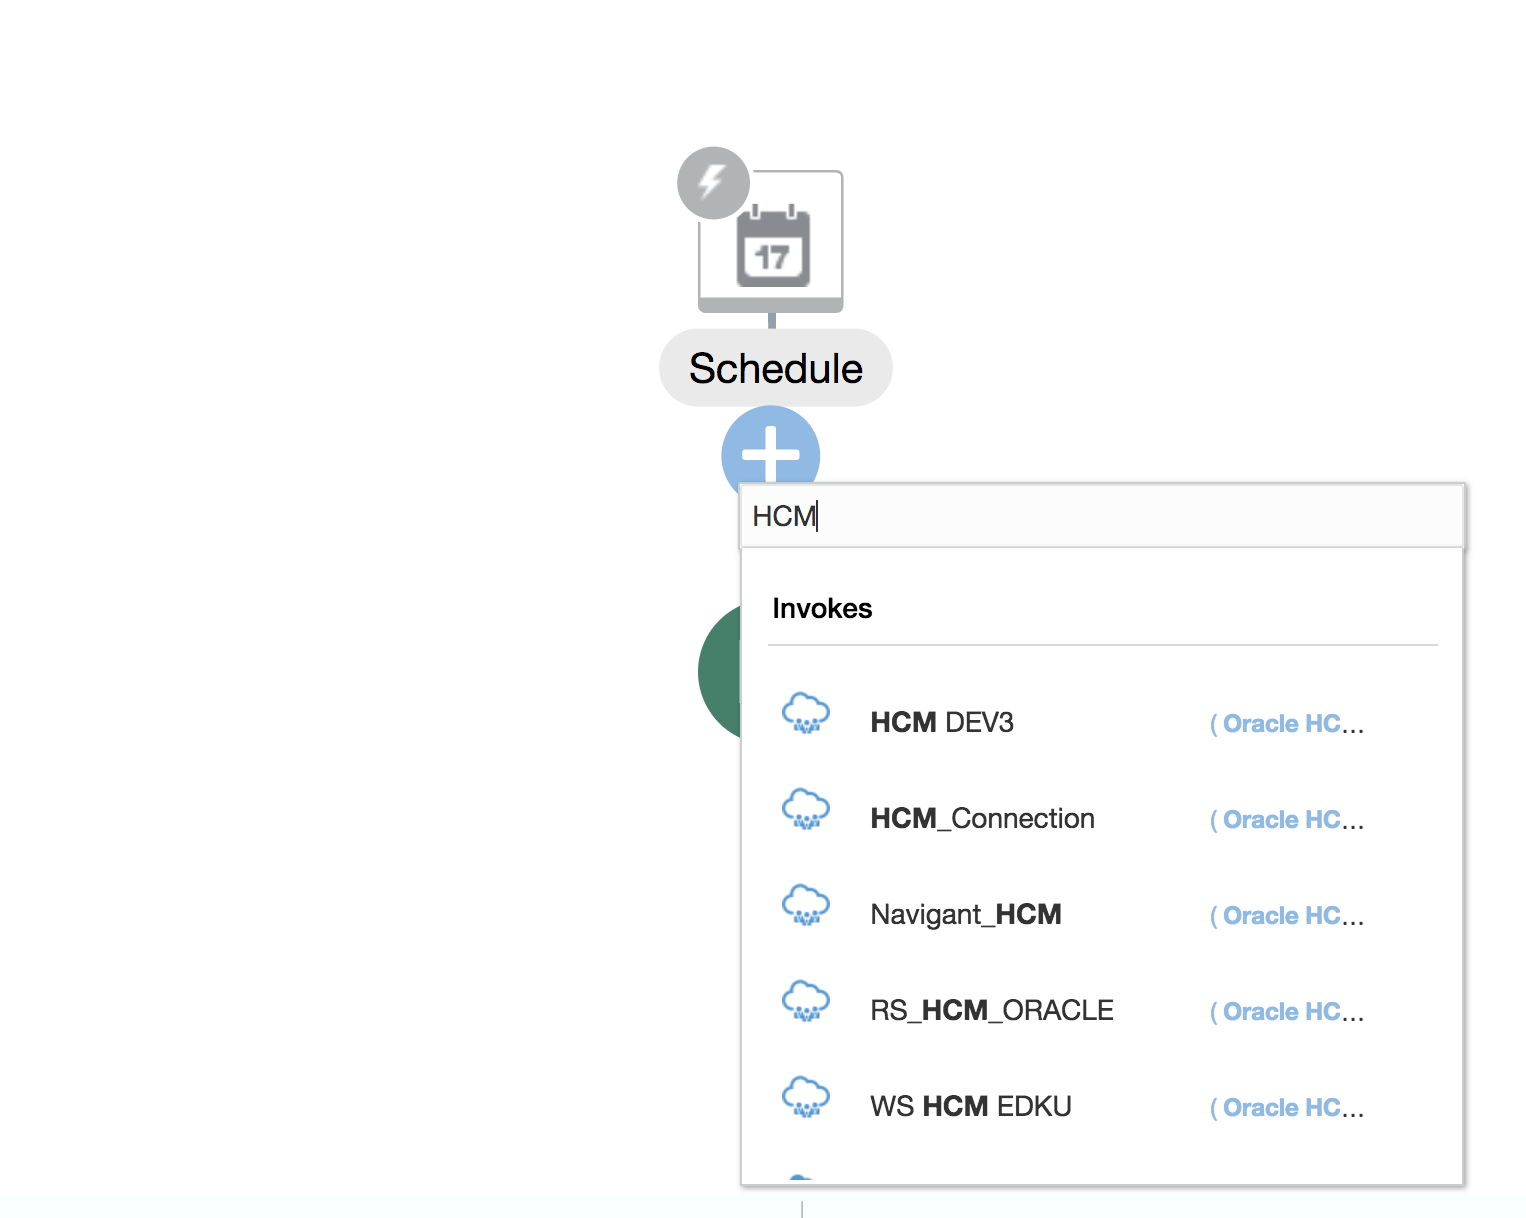 17
Schedule
HCM
Invokes
HCM DEV3 ( Oracle HC...
HCM_Connection ( Oracle HC...
Navigant_HCM ( Oracle HC...
RS_HCM_ORACLE ( Oracle HC...
WS HCM EDKU ( Oracle HC...